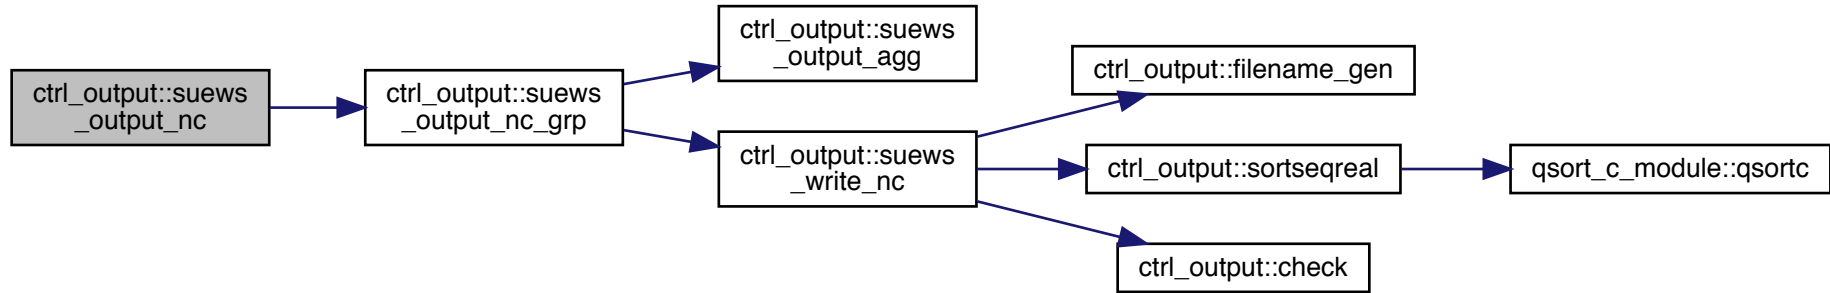 ctrl_output::suews
_output_nc
ctrl_output::suews
_output_nc_grp
ctrl_output::suews
_output_agg
ctrl_output::suews
_write_nc
ctrl_output::filename_gen
ctrl_output::sortseqreal
ctrl_output::check
qsort_c_module::qsortc